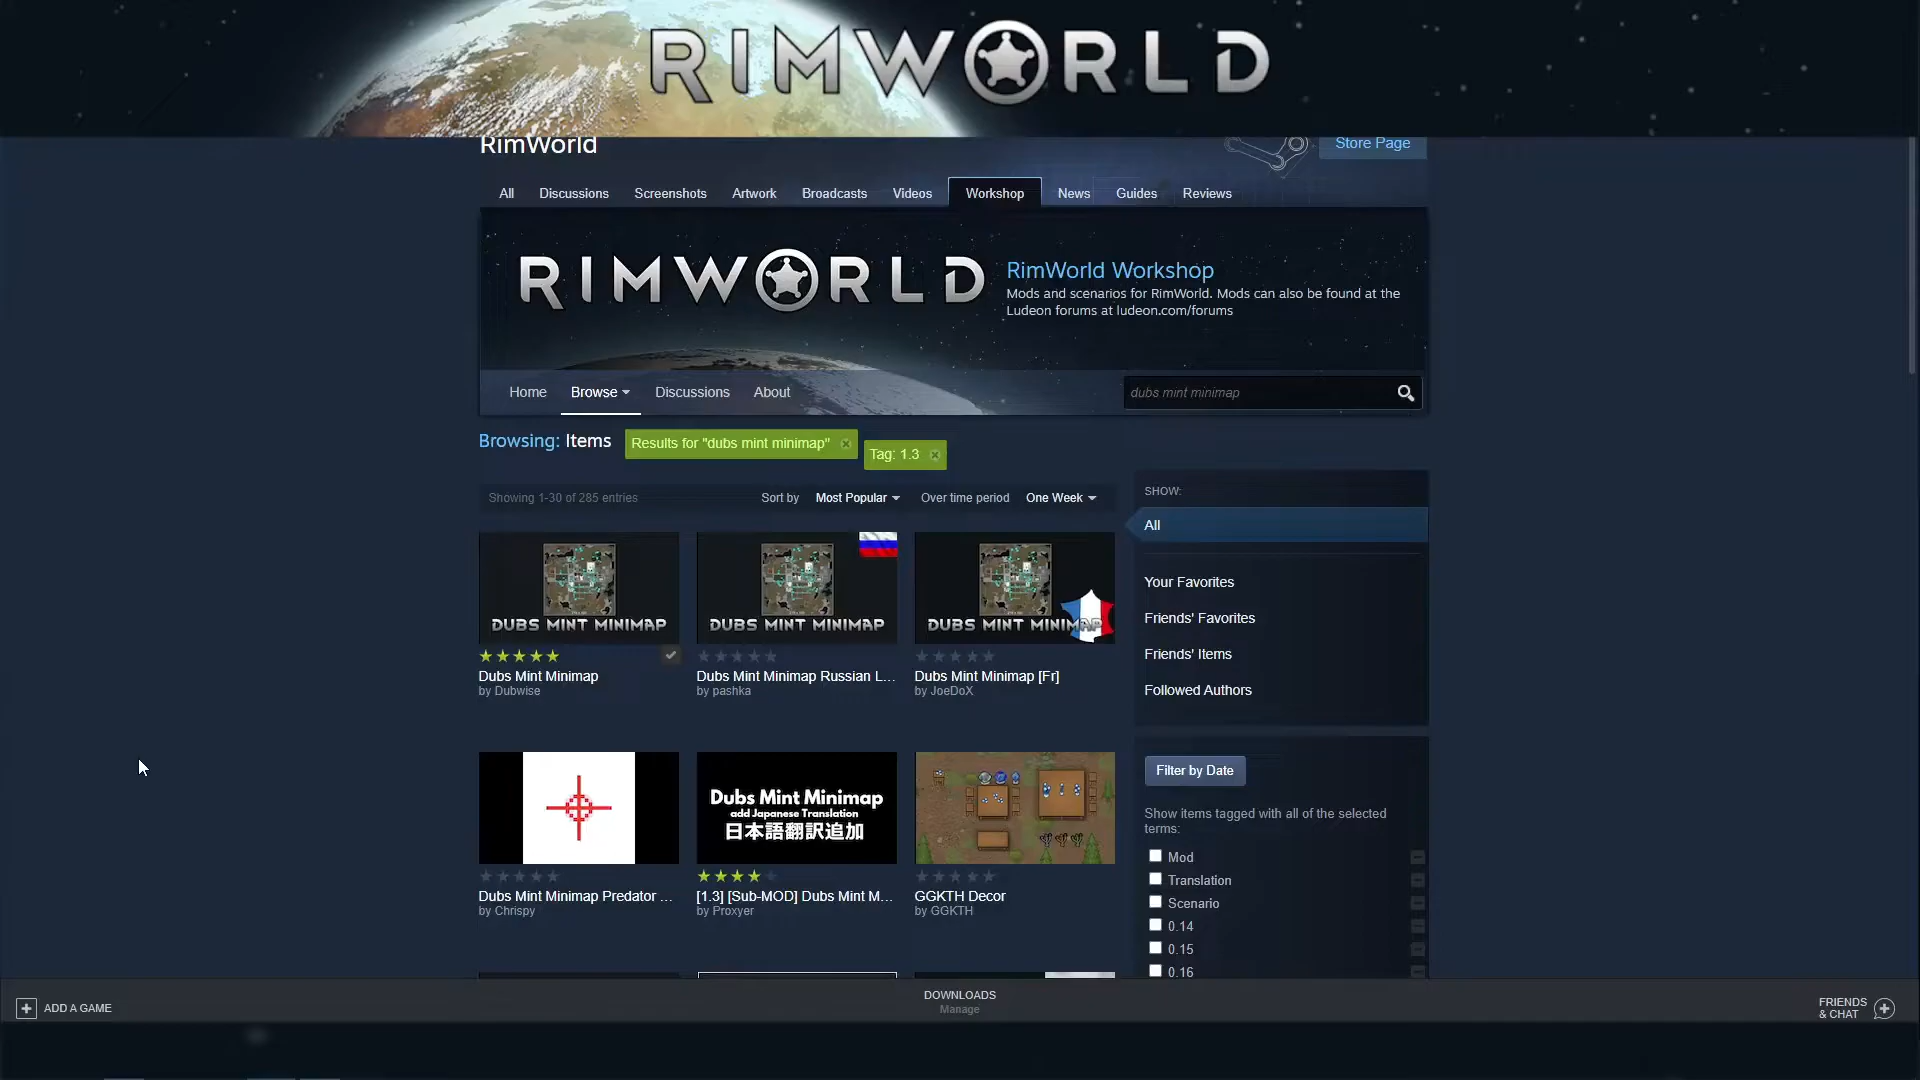 RIMWORLD
RimWorld
Store Page
All Discussions Screenshots Artwork Broadcasts Videos Workshop News Guides Reviews
RIMWORLD
RimWorld Workshop
Mods and scenarios for RimWorld. Mods can also be found at the
Ludeon forums at ludeon.com/forums
Home Browse Discussions About dubs mint minimap
Browsing: Items Results for "dubs mint minimap" Tag: 1.3
Showing 1-30 of 285 entries Sort by Most Popular Over time period One Week
SHOW:
All
Your Favorites
Friends' Favorites
Friends' Items
Followed Authors
DUBS MINT MINIMAP
DUBS MINT MINIMAP
DUBS MINT MINIMAP
Dubs Mint Minimap
by Dubwise
Dubs Mint Minimap Russian L...
by pashka
Dubs Mint Minimap [Fr]
by JoeDoX
Dubs Mint Minimap
add Japanese Translation
日本語翻訳追加
Dubs Mint Minimap Predator ...
by Chrispy
[1.3] [Sub-MOD] Dubs Mint M...
by Proxyer
GGKTH Decor
by GGKTH
Filter by Date
Show items tagged with all of the selected
terms:
Mod
Translation
Scenario
0.14
0.15
0.16
ADD A GAME
DOWNLOADS
Manage
FRIENDS
& CHAT